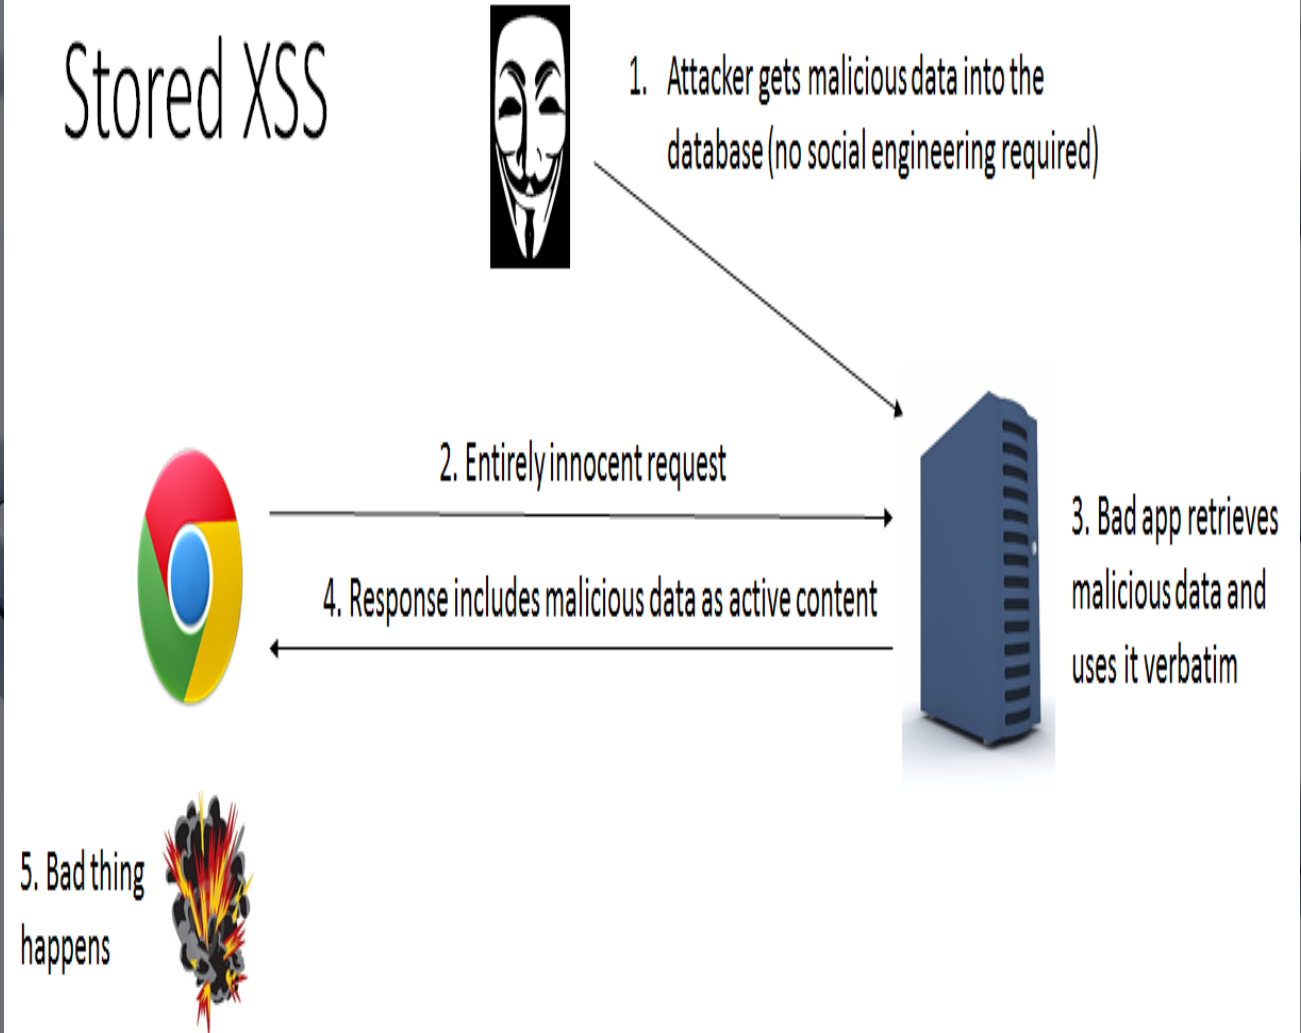 Stored XSS
1. Attacker gets malicious data into the
database (no social engineering required)
2. Entirely innocent request
3. Bad app retrieves
malicious data and
uses it verbatim
4. Response includes malicious data as active content
5. Bad thing
happens